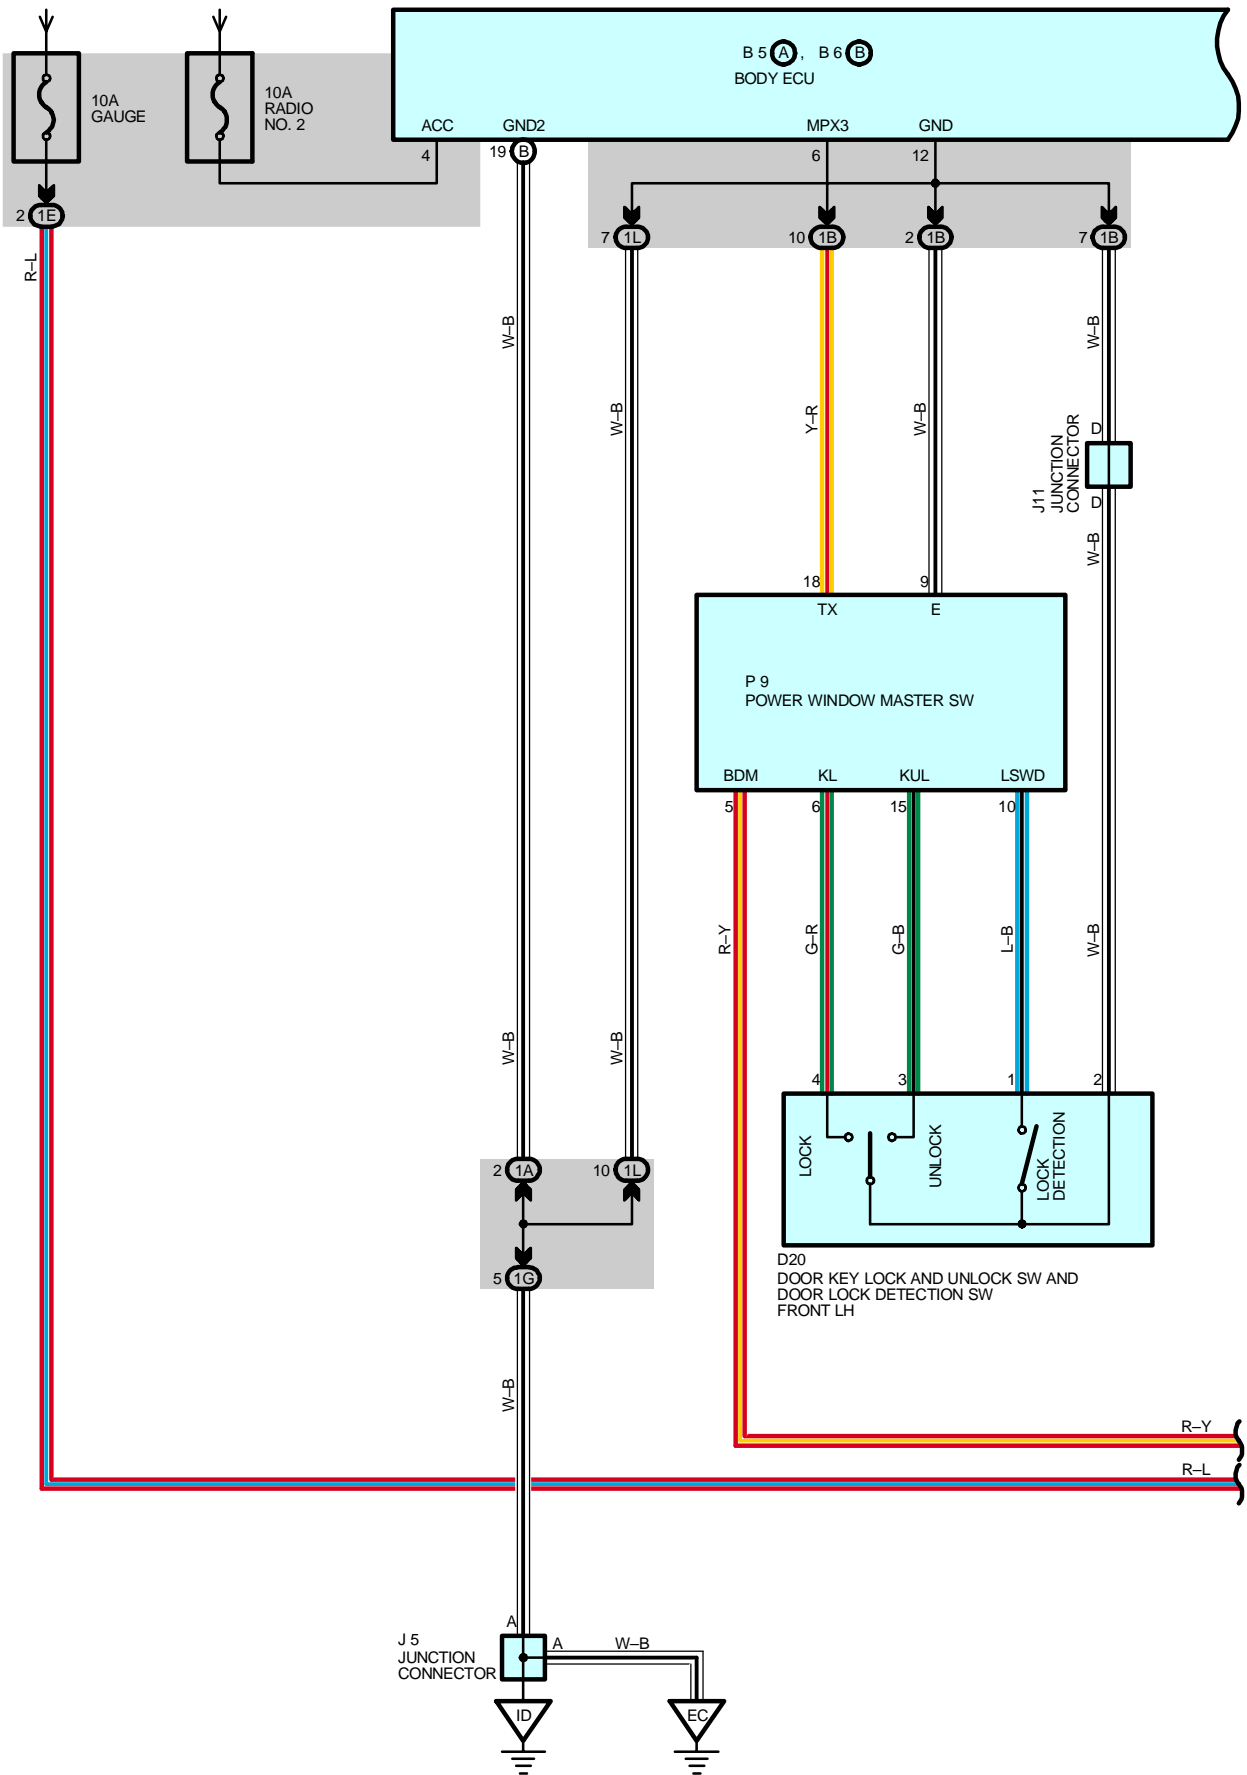 B 5 A , B 6 B
BODY ECU
10A
GAUGE
10A
RADIO
NO. 2
ACC
GND2
MPX3
GND
4
19 B
6
12
2 1E
7 1L
10 1B
2 1B
7 1B
R–L
W–B
W–B
Y–R
W–B
W–B
D
J11
JUNCTION
CONNECTOR
D
W–B
18
9
TX
E
P 9
POWER WINDOW MASTER SW
BDM
KL
KUL
LSWD
5
6
15
10
R–Y
G–R
G–B
L–B
W–B
W–B
W–B
4
3
1
2
LOCK
UNLOCK
LOCK
DETECTION
2 1A
10 1L
D20
DOOR KEY LOCK AND UNLOCK SW AND
DOOR LOCK DETECTION SW
FRONT LH
5 1G
W–B
R–Y
R–L
A
J 5
JUNCTION
CONNECTOR
A
W–B
ID
EC